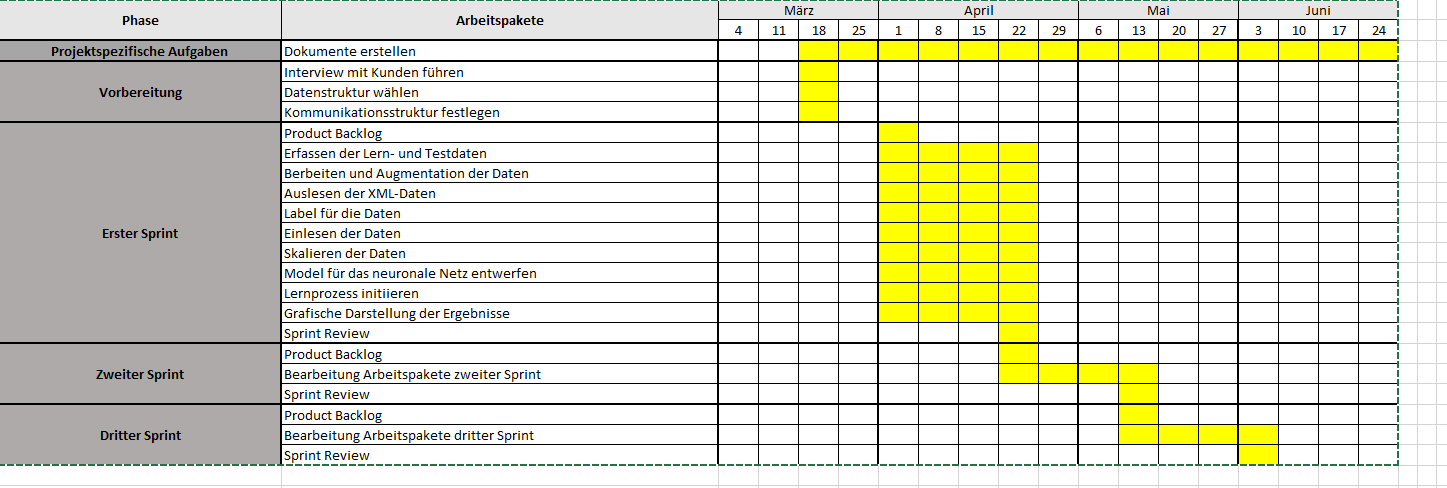 Phase Arbeitspakete März April Mai Juni
4 11 18 25 1 8 15 22 29 6 13 20 27 3 10 17 24
Projektspezifische Aufgaben Dokumente erstellen
Vorbereitung
Interview mit Kunden führen
Datenstruktur wählen
Kommunikationsstruktur festlegen
Erster Sprint
Product Backlog
Erfassen der Lern- und Testdaten
Berbeiten und Augmentation der Daten
Auslesen der XML-Daten
Label für die Daten
Einlesen der Daten
Skalieren der Daten
Model für das neuronale Netz entwerfen
Lernprozess initiieren
Grafische Darstellung der Ergebnisse
Sprint Review
Zweiter Sprint
Product Backlog
Bearbeitung Arbeitspakete zweiter Sprint
Sprint Review
Dritter Sprint
Product Backlog
Bearbeitung Arbeitspakete dritter Sprint
Sprint Review